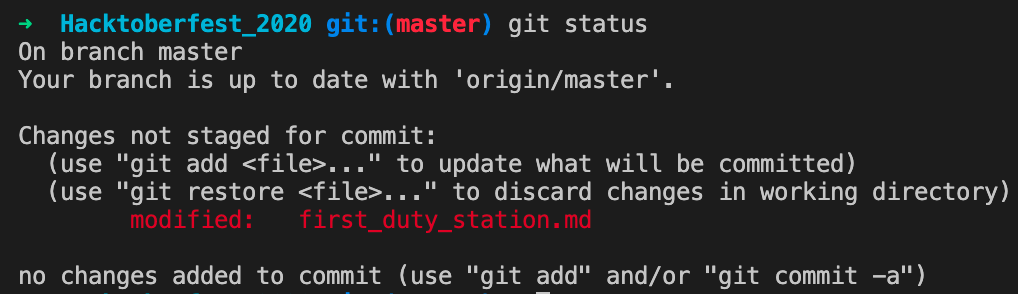 ➜  Hacktoberfest_2020 git:(master) git status
On branch master
Your branch is up to date with 'origin/master'.

Changes not staged for commit:
  (use "git add <file>..." to update what will be committed)
  (use "git restore <file>..." to discard changes in working directory)
        modified:   first_duty_station.md

no changes added to commit (use "git add" and/or "git commit -a")